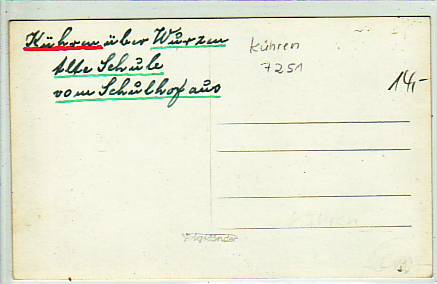 Kühren über Wurzen
Alte Schule
vom Schulhof aus
Kühren
7251
14,-